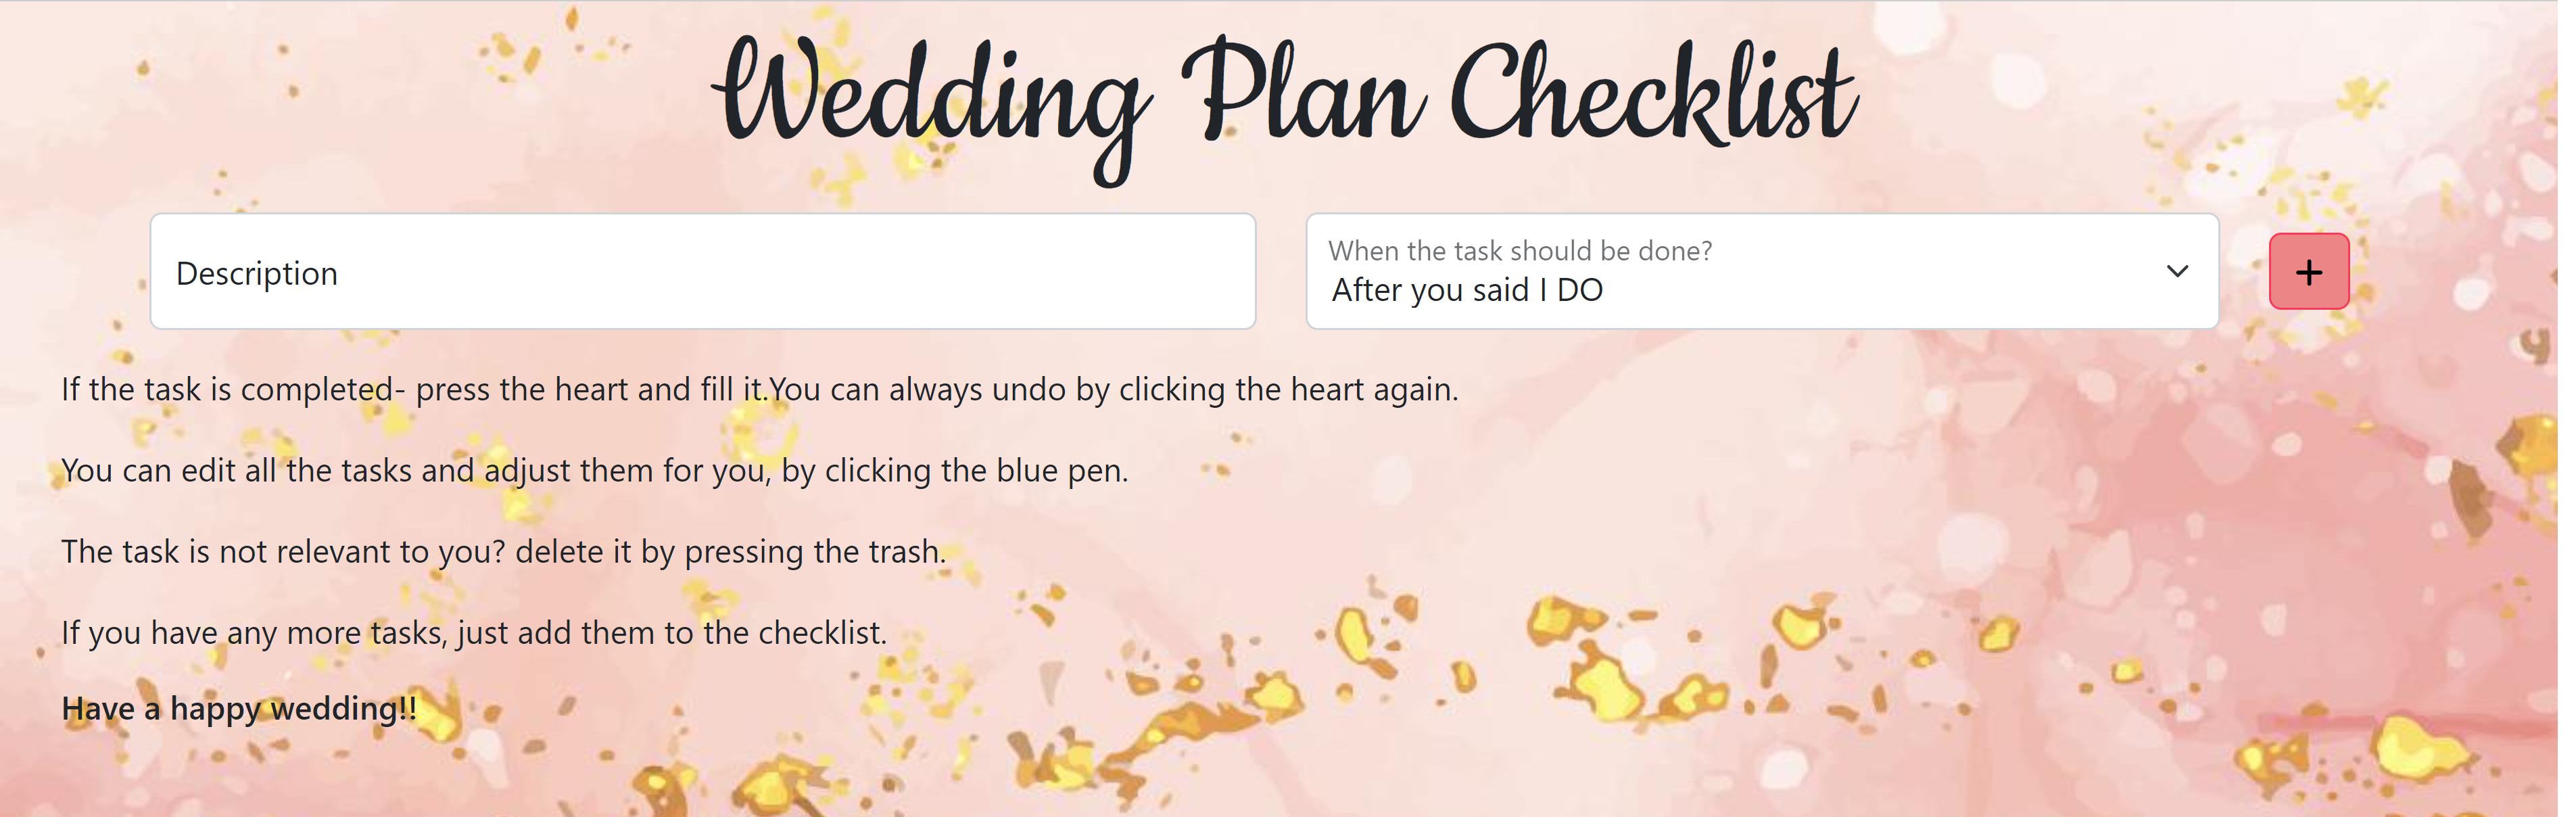 Wedding Plan Checklist
Description
When the task should be done?
After you said I DO
+
If the task is completed- press the heart and fill it.You can always undo by clicking the heart again.
You can edit all the tasks and adjust them for you, by clicking the blue pen.
The task is not relevant to you? delete it by pressing the trash.
If you have any more tasks, just add them to the checklist.
Have a happy wedding!!